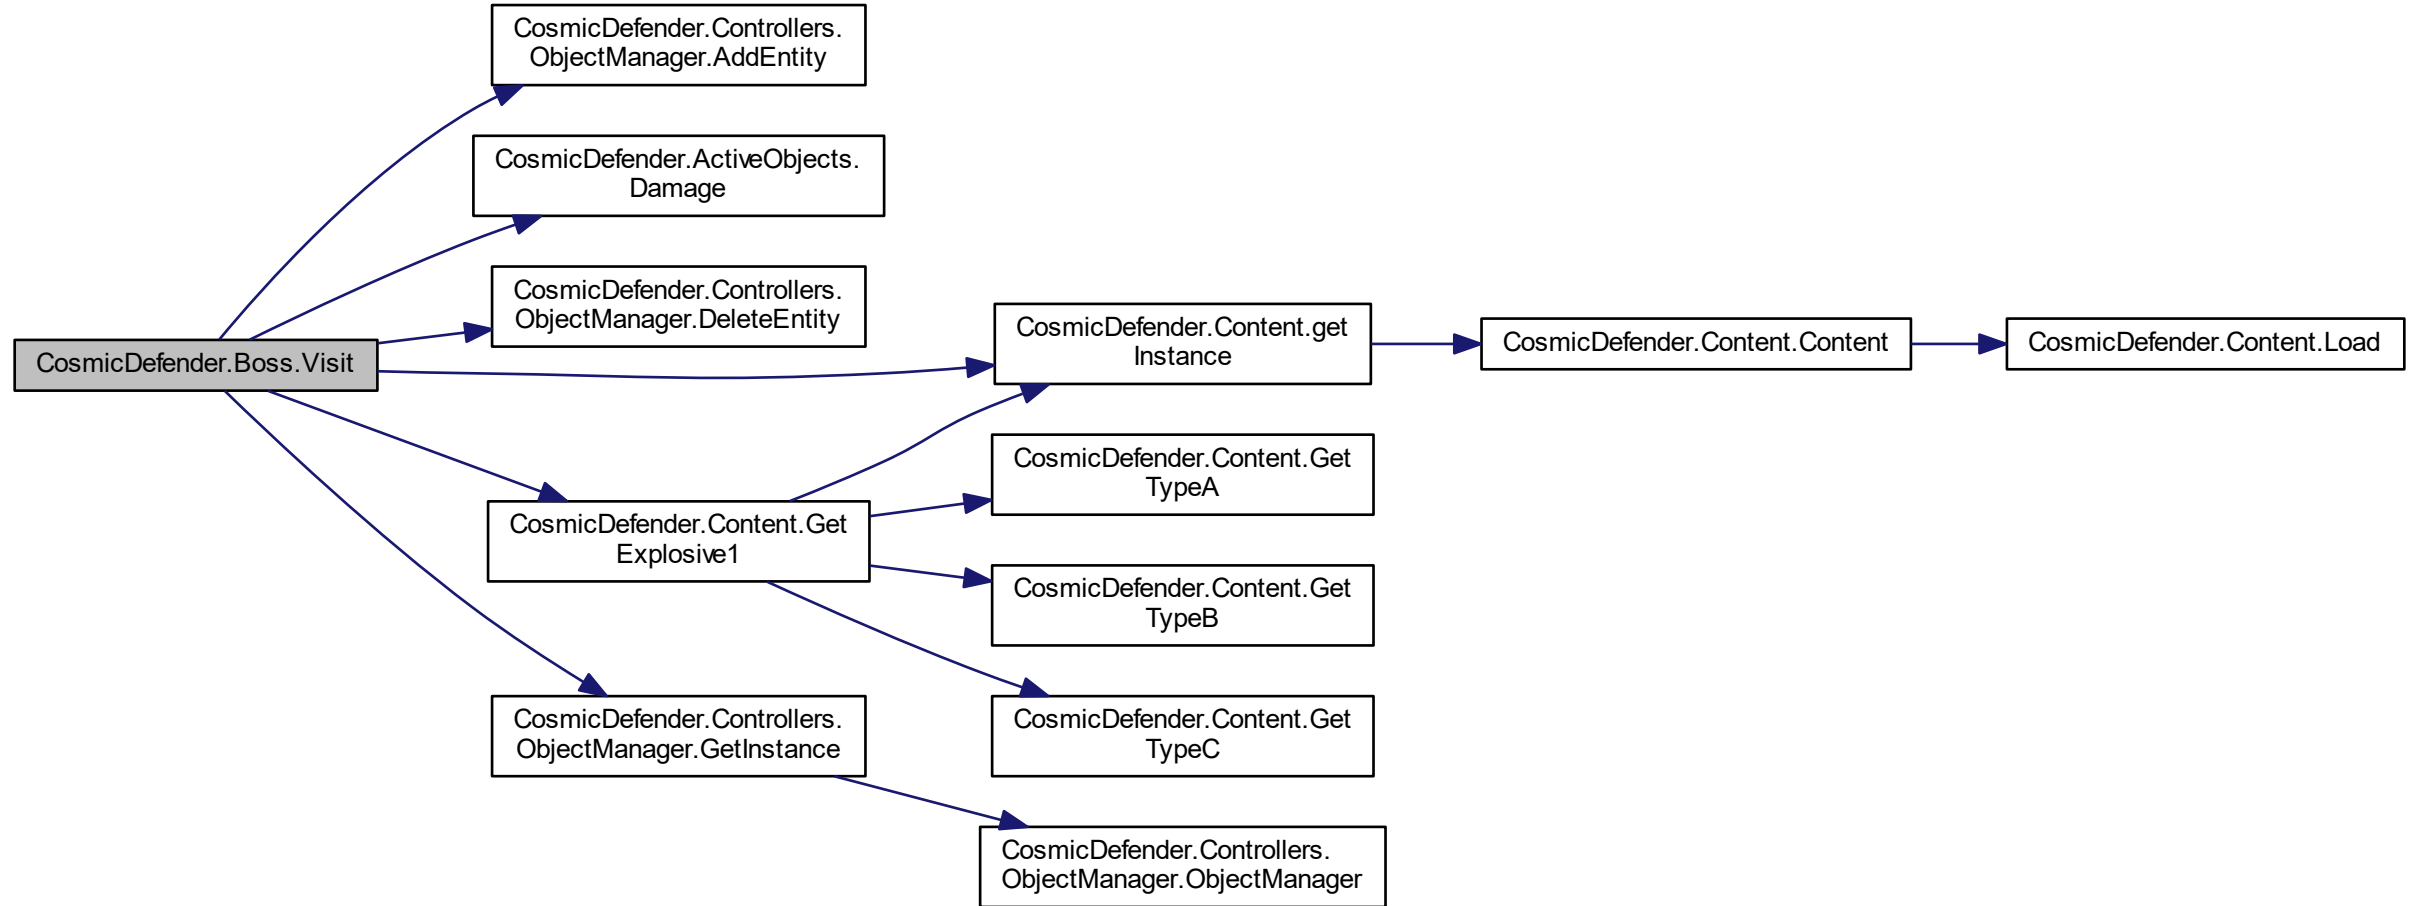 CosmicDefender.Boss.Visit
CosmicDefender.Controllers.
ObjectManager.AddEntity
CosmicDefender.ActiveObjects.
Damage
CosmicDefender.Controllers.
ObjectManager.DeleteEntity
CosmicDefender.Content.get
Instance
CosmicDefender.Content.Content
CosmicDefender.Content.Load
CosmicDefender.Content.Get
Explosive1
CosmicDefender.Content.Get
TypeA
CosmicDefender.Content.Get
TypeB
CosmicDefender.Content.Get
TypeC
CosmicDefender.Controllers.
ObjectManager.GetInstance
CosmicDefender.Controllers.
ObjectManager.ObjectManager